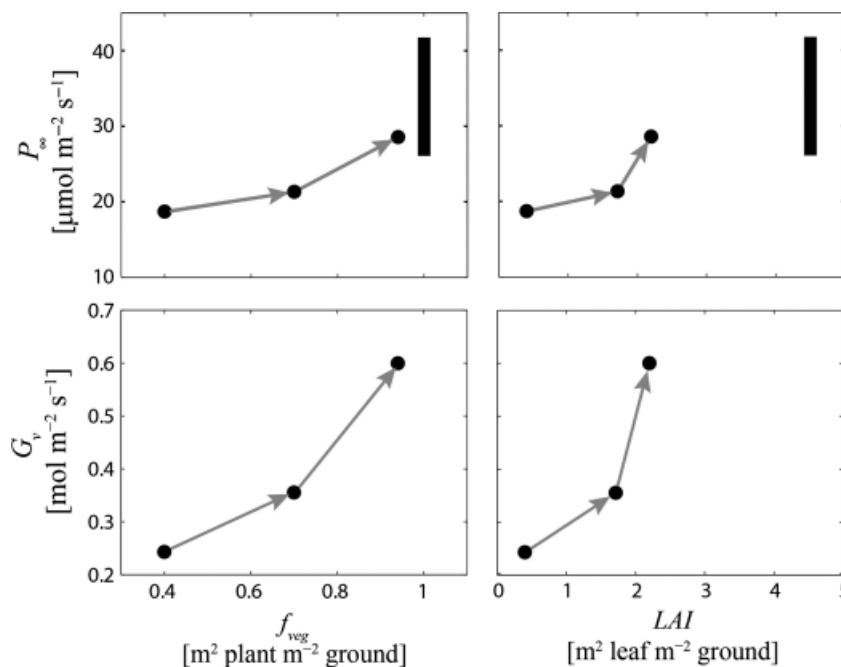 40
30
20
10
P∞
[μmol m⁻² s⁻¹]
0.7
0.6
0.5
0.4
0.3
0.2
Gᵥ
[mol m⁻² s⁻¹]
0.4 0.6 0.8 1
0 1 2 3 4 5
f_veg
[m² plant m⁻² ground]
LAI
[m² leaf m⁻² ground]